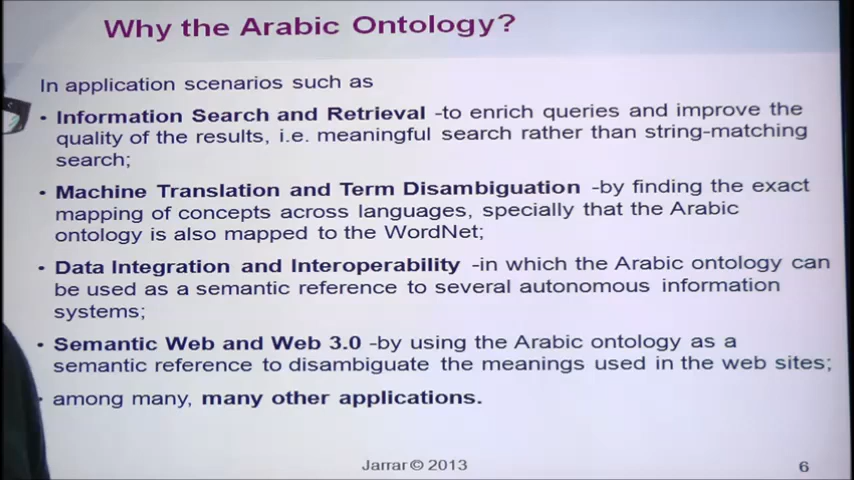 Why the Arabic Ontology?
In application scenarios such as
• Information Search and Retrieval -to enrich queries and improve the
quality of the results, i.e. meaningful search rather than string-matching
search;
• Machine Translation and Term Disambiguation -by finding the exact
mapping of concepts across languages, specially that the Arabic
ontology is also mapped to the WordNet;
• Data Integration and Interoperability -in which the Arabic ontology can
be used as a semantic reference to several autonomous information
systems;
• Semantic Web and Web 3.0 -by using the Arabic ontology as a
semantic reference to disambiguate the meanings used in the web sites;
• among many, many other applications.
Jarrar © 2013
6